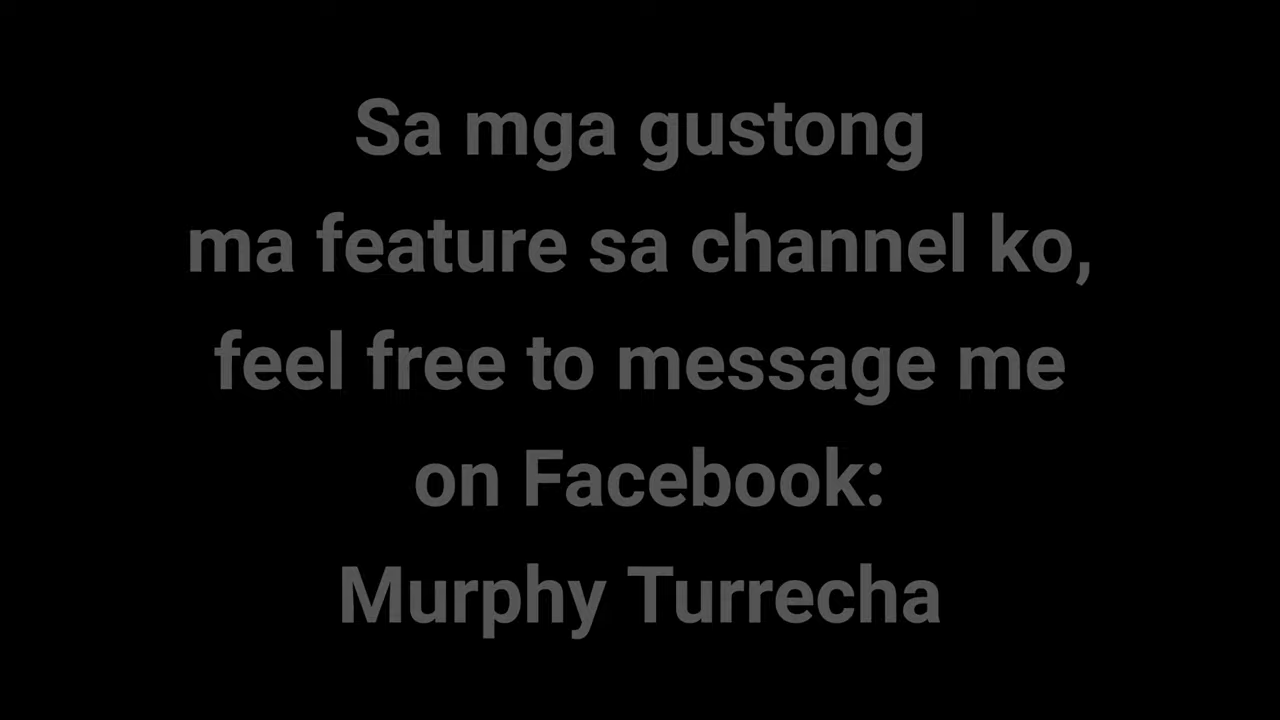 Sa mga gustong
ma feature sa channel ko,
feel free to message me
on Facebook:
Murphy Turrecha